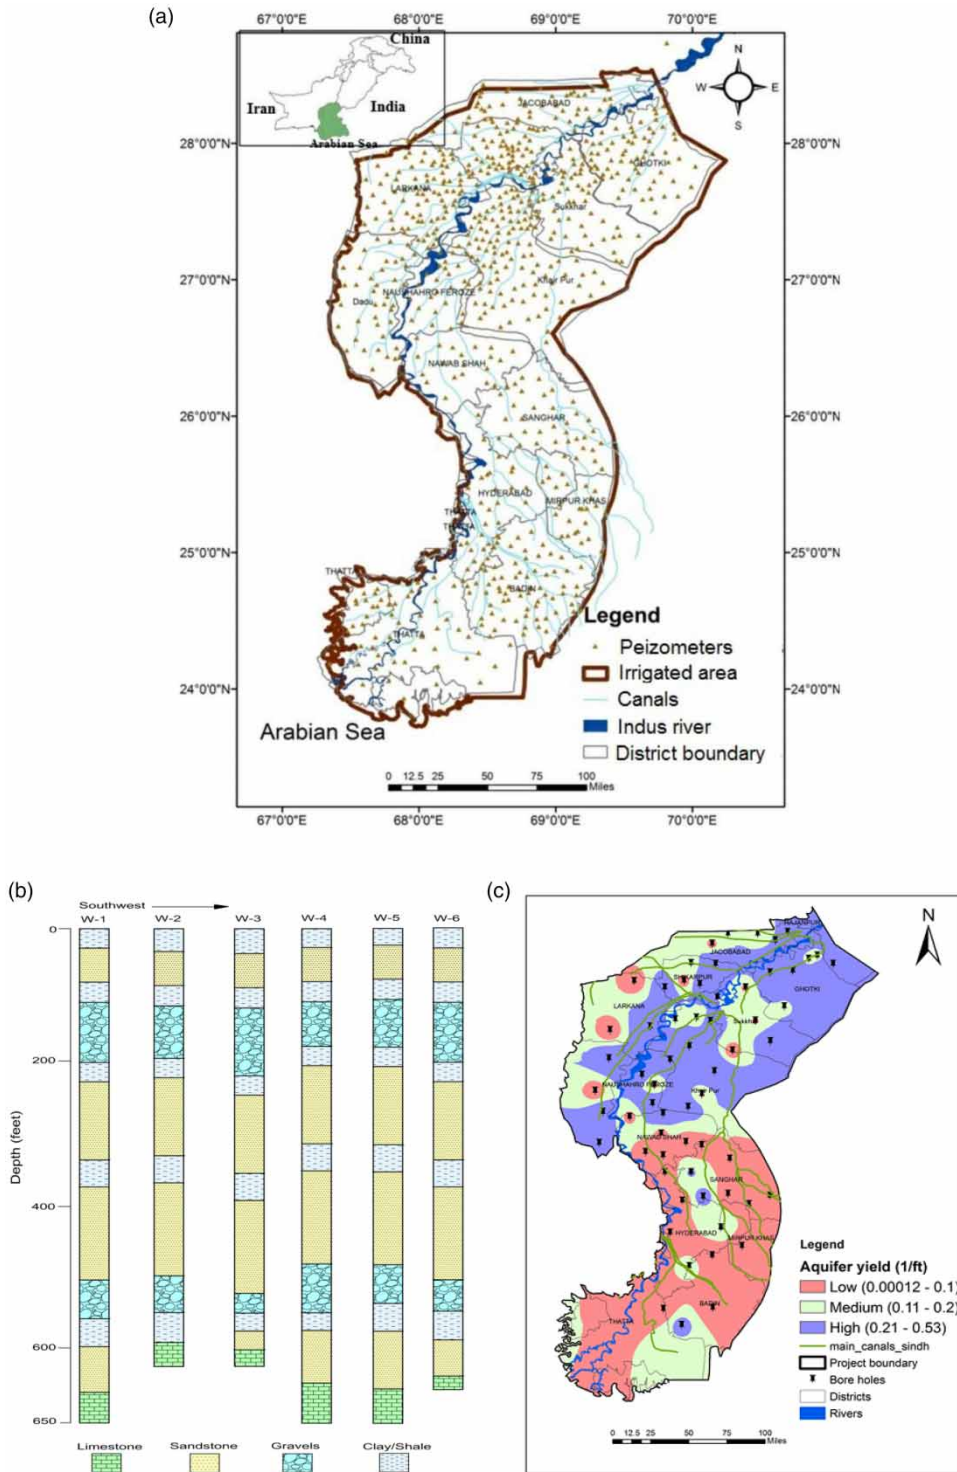 (a)
67°0'0"E 68°0'0"E 69°0'0"E 70°0'0"E
China
Iran
India
Arabian Sea
N
W E
S
28°0'0"N 28°0'0"N
27°0'0"N 27°0'0"N
26°0'0"N 26°0'0"N
25°0'0"N 25°0'0"N
24°0'0"N 24°0'0"N
JACOBABAD
GHOTKI
LARKANA
Sukkhar
Khair Pur
NAUSHAHRO FEROZE
Dadu
NAWAB SHAH
SANGHAR
HYDERABAD
MIRPUR KHAS
THATTA
THATTA
THATTA
BADIN
THATTA
Arabian Sea
Legend
Peizometers
Irrigated area
Canals
Indus river
District boundary
0 12.5 25 50 75 100
Miles
67°0'0"E 68°0'0"E 69°0'0"E 70°0'0"E
(b)
Southwest
W-1 W-2 W-3 W-4 W-5 W-6
0
200
400
600
650
Depth (feet)
Limestone Sandstone Gravels Clay/Shale
(c)
N
RAJANPUR
JACOBABAD
SHIKARPUR
GHOTKI
LARKANA
Sukkhar
NAUSHAHRO FEROZE
Khair Pur
NAWAB SHAH
SANGHAR
HYDERABAD
MIRPUR KHAS
BADIN
THATTA
Legend
Aquifer yield (1/ft)
Low (0.00012 - 0.1)
Medium (0.11 - 0.2)
High (0.21 - 0.53)
main_canals_sindh
Project boundary
Bore holes
Districts
Rivers
0 12.5 25 50 75 100
Miles